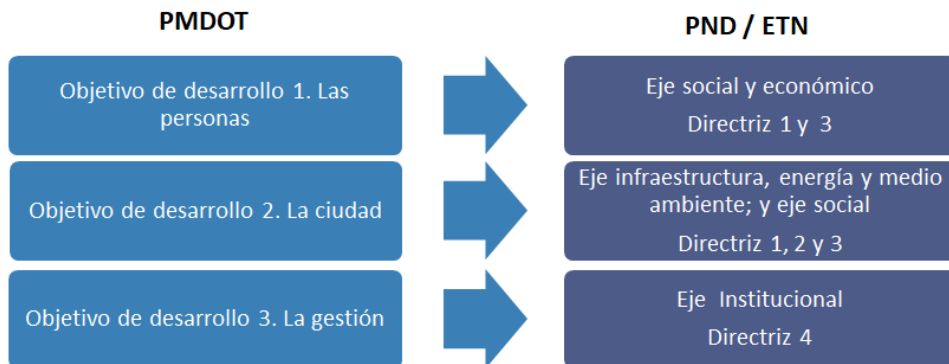 PMDOT
PND / ETN
Objetivo de desarrollo 1. Las
personas
Eje social y económico
Directriz 1 y 3
Objetivo de desarrollo 2. La ciudad
Eje infraestructura, energía y medio
ambiente; y eje social
Directriz 1, 2 y 3
Objetivo de desarrollo 3. La gestión
Eje Institucional
Directriz 4